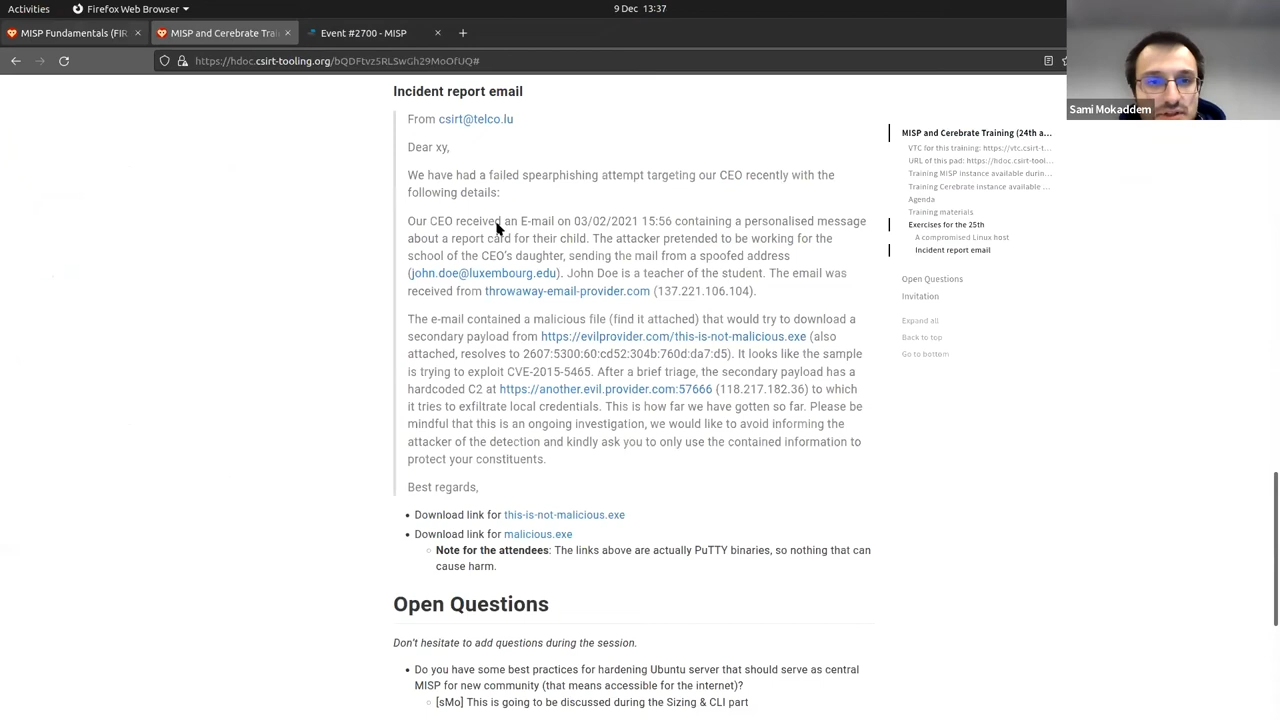 Activities
Firefox Web Browser
9 Dec 13:37
MISP Fundamentals (FIR
MISP and Cerebrate Trai
Event #2700 - MISP
https://hdoc.csirt-tooling.org/bQDFtvz5RLSwGh29MoOfUQ#
Sami Mokaddem
Incident report email
From csirt@telco.lu
Dear xy,
We have had a failed spearphishing attempt targeting our CEO recently with the
following details:
Our CEO received an E-mail on 03/02/2021 15:56 containing a personalised message
about a report card for their child. The attacker pretended to be working for the
school of the CEO's daughter, sending the mail from a spoofed address
(john.doe@luxembourg.edu). John Doe is a teacher of the student. The email was
received from throwaway-email-provider.com (137.221.106.104).
The e-mail contained a malicious file (find it attached) that would try to download a
secondary payload from https://evilprovider.com/this-is-not-malicious.exe (also
attached, resolves to 2607:5300:60:cd52:304b:760d:da7:d5). It looks like the sample
is trying to exploit CVE-2015-5465. After a brief triage, the secondary payload has a
hardcoded C2 at https://another.evil.provider.com:57666 (118.217.182.36) to which
it tries to exfiltrate local credentials. This is how far we have gotten so far. Please be
mindful that this is an ongoing investigation, we would like to avoid informing the
attacker of the detection and kindly ask you to only use the contained information to
protect your constituents.
Best regards,
Download link for this-is-not-malicious.exe
Download link for malicious.exe
Note for the attendees: The links above are actually PuTTY binaries, so nothing that can
cause harm.
Open Questions
Don't hesitate to add questions during the session.
Do you have some best practices for hardening Ubuntu server that should serve as central
MISP for new community (that means accessible for the internet)?
[sMo] This is going to be discussed during the Sizing & CLI part
MISP and Cerebrate Training (24th a...
VTC for this training: https://vtc.csirt-t...
URL of this pad: https://hdoc.csirt-tool...
Training MISP Instance available durin...
Training Cerebrate instance available ...
Agenda
Training materials
Exercises for the 25th
A compromised Linux host
Incident report email
Open Questions
Invitation
Expand all
Back to top
Go to bottom